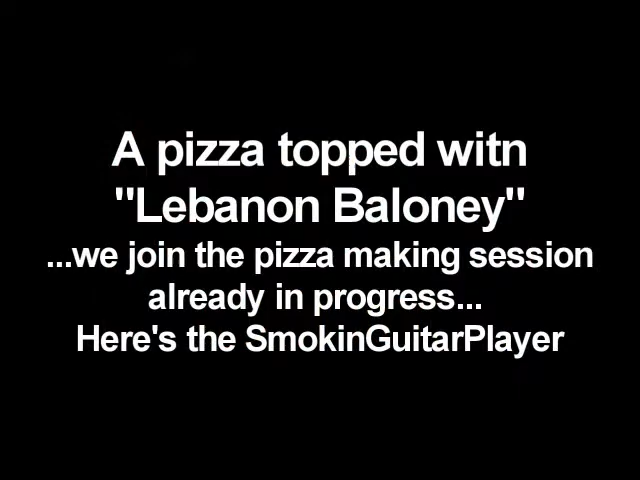 A pizza topped witn
"Lebanon Baloney"
...we join the pizza making session
already in progress...
Here's the SmokinGuitarPlayer